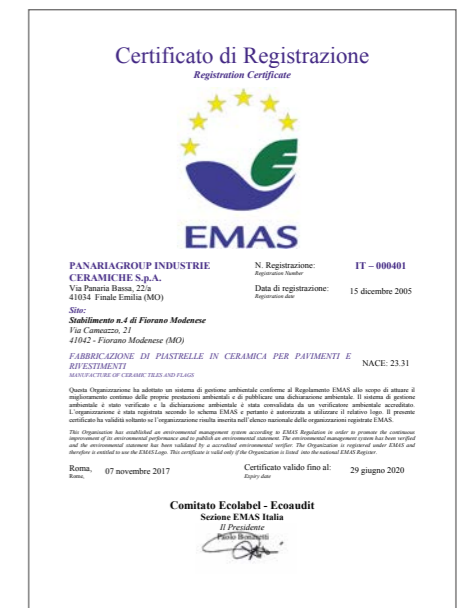 Certificato di Registrazione
Registration Certificate
EMAS
PANARIAGROUP INDUSTRIE
CERAMICHE S.p.A.
Via Panaria Bassa, 22/a
41034 Finale Emilia (MO)
N. Registrazione:
Registration Number
IT – 000401
Data di registrazione:
Registration date
15 dicembre 2005
Sito:
Stabilimento n.4 di Fiorano Modenese
Via Cameazzo, 21
41042 - Fiorano Modenese (MO)
FABBRICAZIONE DI PIASTRELLE IN CERAMICA PER PAVIMENTI E
RIVESTIMENTI
MANUFACTURE OF CERAMIC TILES AND FLAGS
NACE: 23.31
Questa Organizzazione ha adottato un sistema di gestione ambientale conforme al Regolamento EMAS allo scopo di attuare il
miglioramento continuo delle proprie prestazioni ambientali e di pubblicare una dichiarazione ambientale. Il sistema di gestione
ambientale è stato verificato e la dichiarazione ambientale è stata convalidata da un verificatore ambientale accreditato.
L'organizzazione è stata registrata secondo lo schema EMAS e pertanto è autorizzata a utilizzare il relativo logo. Il presente
certificato ha validità soltanto se l'organizzazione risulta inserita nell'elenco nazionale delle organizzazioni registrate EMAS.
This Organisation has established an environmental management system according to EMAS Regulation in order to promote the continuous
improvement of its environmental performance and to publish an environmental statement. The environmental management system has been verified
and the environmental statement has been validated by a accredited environmental verifier. The Organization is registered under EMAS and
therefore is entitled to use the EMAS Logo. This certificate is valid only if the Organization is listed into the national EMAS Register.
Roma,
Rome,
07 novembre 2017
Certificato valido fino al:
Expiry date
29 giugno 2020
Comitato Ecolabel - Ecoaudit
Sezione EMAS Italia
Il Presidente
Paolo Bonaretti